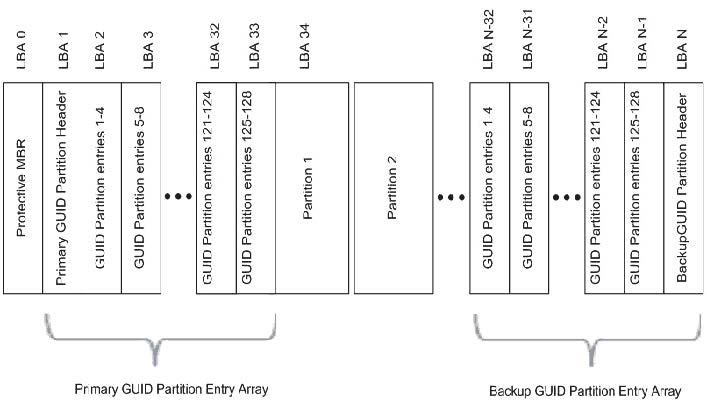 LBA 0
LBA 1
LBA 2
LBA 3
LBA 32
LBA 33
LBA 34
LBA N-32
LBA N-31
LBA N-2
LBA N-1
LBA N
Protective MBR
Primary GUID Partition Header
GUID Partition entries 1-4
GUID Partition entries 5-8
GUID Partition entries 121-124
GUID Partition entries 125-128
Partition 1
Partition 2
GUID Partition entries 1-4
GUID Partition entries 5-8
GUID Partition entries 121-124
GUID Partition entries 125-128
BackupGUID Partition Header
Primary GUID Partition Entry Array
Backup GUID Partition Entry Array